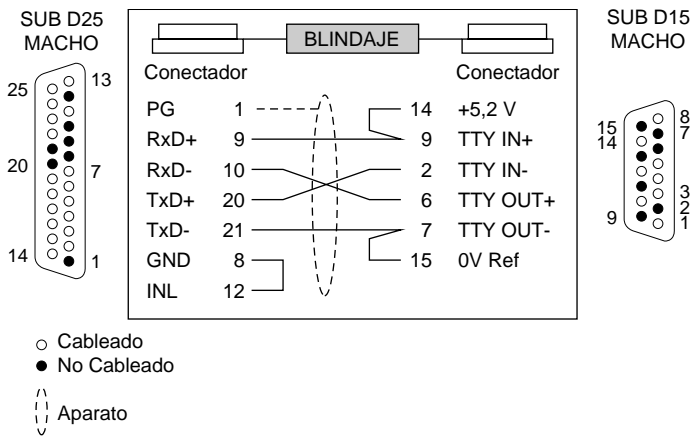 SUB D25
MACHO
BLINDAJE
SUB D15
MACHO
Conectador
Conectador
25
13
20
7
14
1
PG 1 14 +5,2 V
RxD+ 9 9 TTY IN+
RxD- 10 2 TTY IN-
TxD+ 20 6 TTY OUT+
TxD- 21 7 TTY OUT-
GND 8 15 0V Ref
INL 12
15
8
14
7
3
2
9
1
Cableado
No Cableado
Aparato